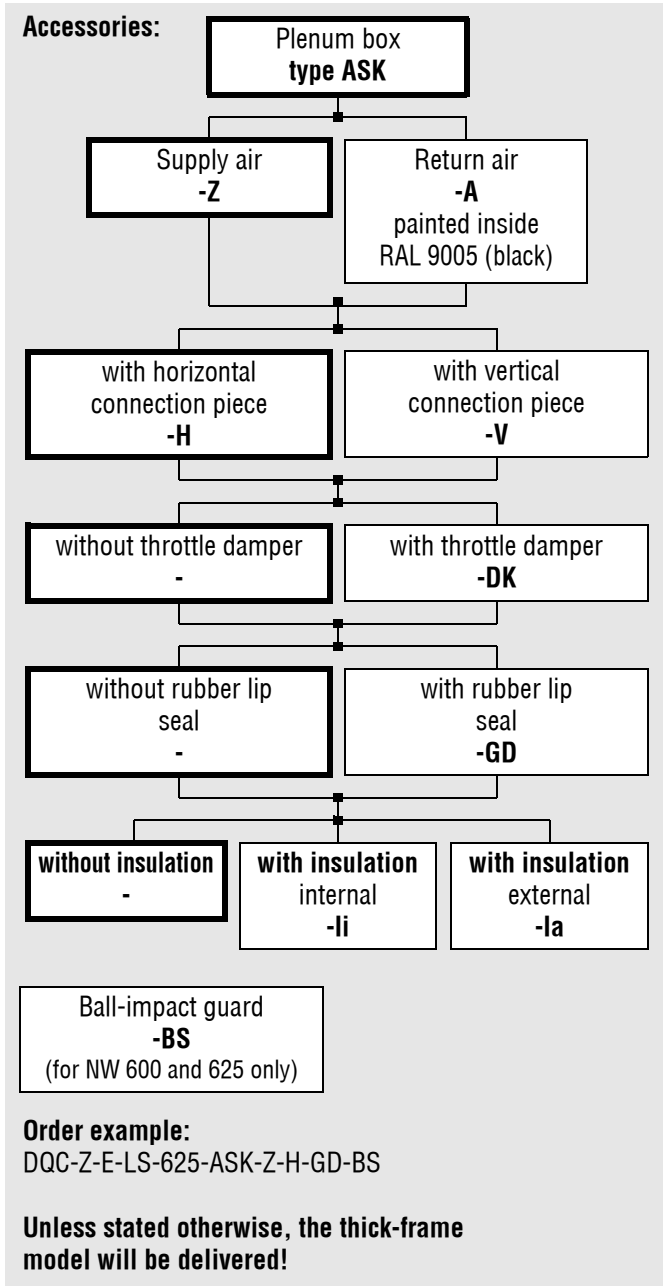 Accessories:
Plenum box
type ASK
Supply air
-Z
Return air
-A
painted inside
RAL 9005 (black)
with horizontal
connection piece
-H
with vertical
connection piece
-V
without throttle damper
-
with throttle damper
-DK
without rubber lip
seal
-
with rubber lip
seal
-GD
without insulation
-
with insulation
internal
-Ii
with insulation
external
-Ia
Ball-impact guard
-BS
(for NW 600 and 625 only)
Order example:
DQC-Z-E-LS-625-ASK-Z-H-GD-BS
Unless stated otherwise, the thick-frame
model will be delivered!